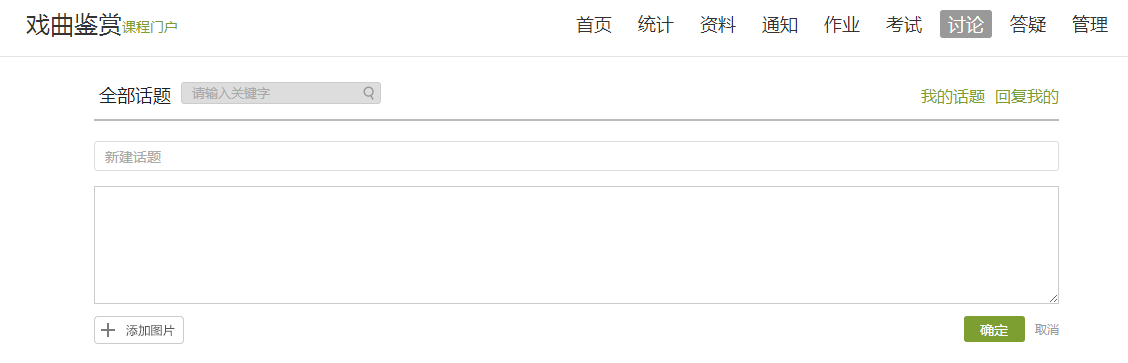 戏曲鉴赏课程门户 首页 统计 资料 通知 作业 考试 讨论 答疑 管理
全部话题 请输入关键字 我的话题 回复我的
新建话题
添加图片 确定 取消